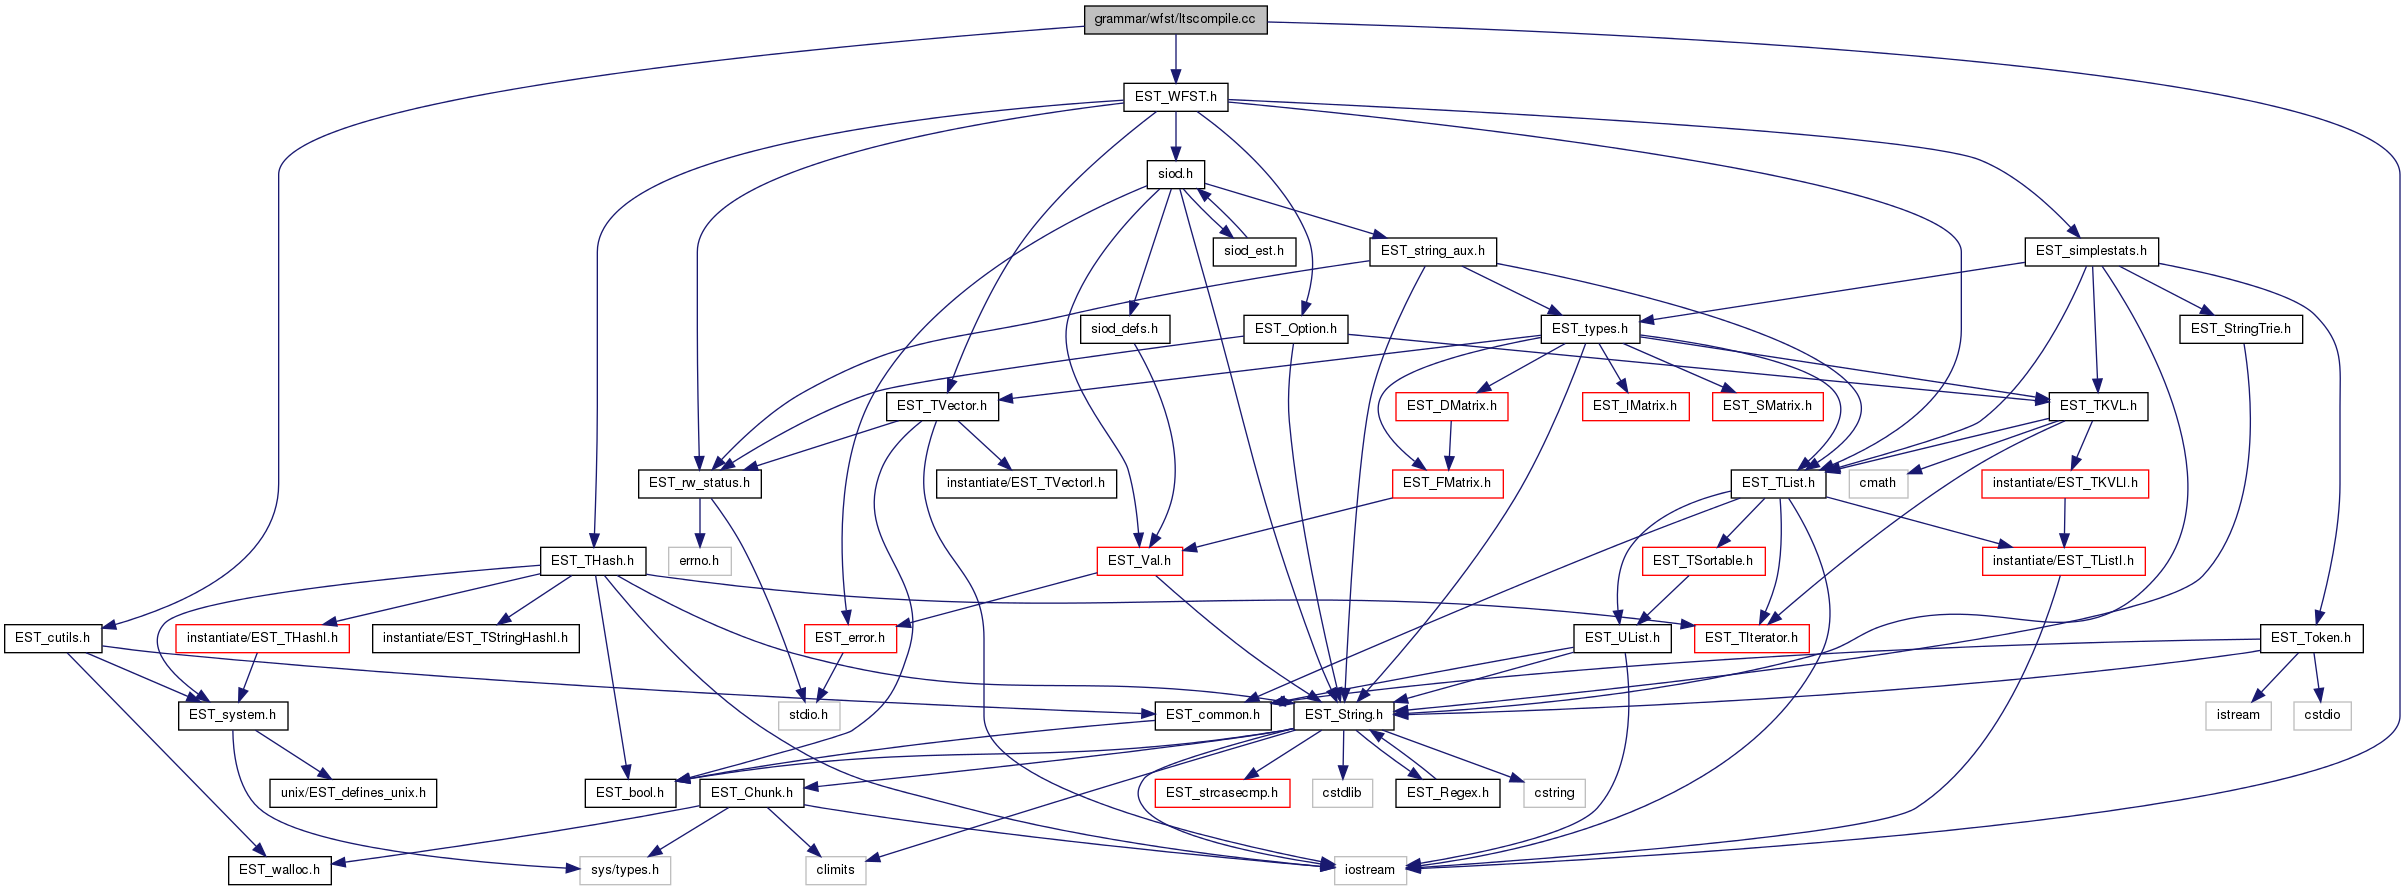 grammar/wfst/ltscompile.cc
EST_WFST.h
siod.h
siod_est.h
EST_string_aux.h
EST_simplestats.h
siod_defs.h
EST_Option.h
EST_types.h
EST_StringTrie.h
EST_TVector.h
EST_DMatrix.h
EST_IMatrix.h
EST_SMatrix.h
EST_TKVL.h
EST_rw_status.h
instantiate/EST_TVectorI.h
EST_FMatrix.h
EST_TList.h
cmath
instantiate/EST_TKVLI.h
EST_THash.h
errno.h
EST_Val.h
EST_TSortable.h
instantiate/EST_TListI.h
EST_cutils.h
instantiate/EST_THashI.h
instantiate/EST_TStringHashI.h
EST_error.h
EST_TIterator.h
EST_UList.h
EST_Token.h
EST_system.h
stdio.h
EST_common.h
EST_String.h
istream
cstdio
unix/EST_defines_unix.h
EST_bool.h
EST_Chunk.h
EST_strcasecmp.h
cstdlib
EST_Regex.h
cstring
EST_walloc.h
sys/types.h
climits
iostream